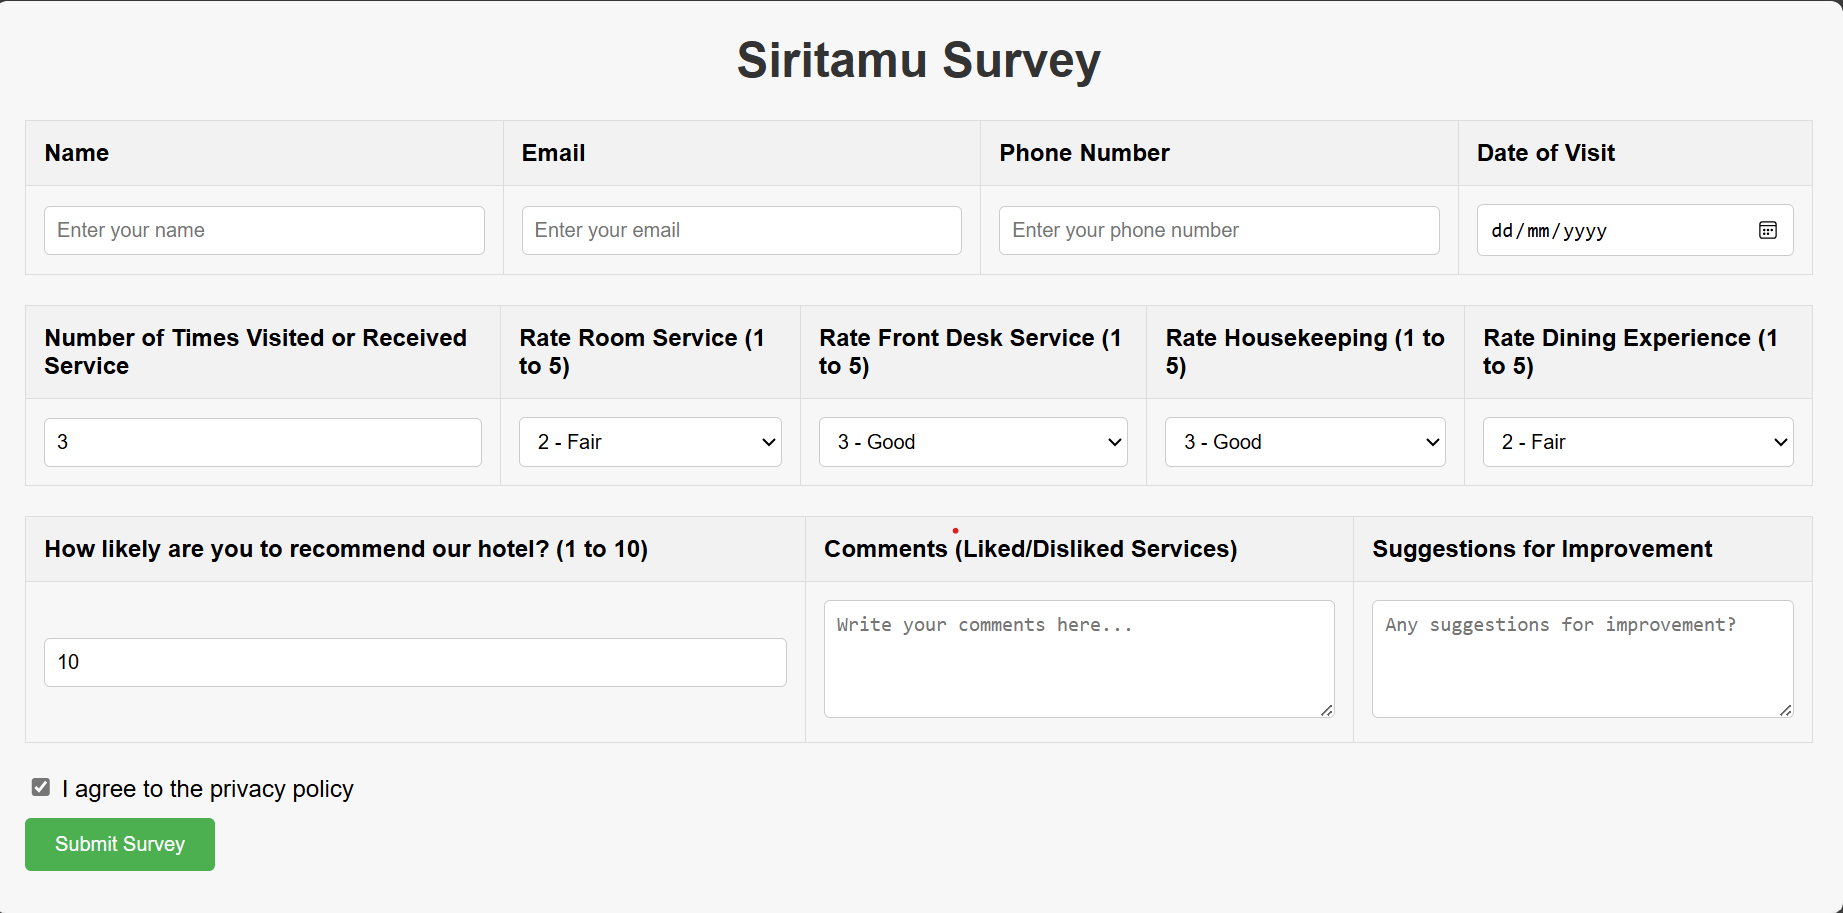 Siritamu Survey
Name
Email
Phone Number
Date of Visit
Enter your name
Enter your email
Enter your phone number
dd/mm/yyyy
Number of Times Visited or Received
Service
Rate Room Service (1
to 5)
Rate Front Desk Service (1
to 5)
Rate Housekeeping (1 to
5)
Rate Dining Experience (1
to 5)
3
2 - Fair
3 - Good
3 - Good
2 - Fair
How likely are you to recommend our hotel? (1 to 10)
Comments (Liked/Disliked Services)
Suggestions for Improvement
10
Write your comments here...
Any suggestions for improvement?
I agree to the privacy policy
Submit Survey